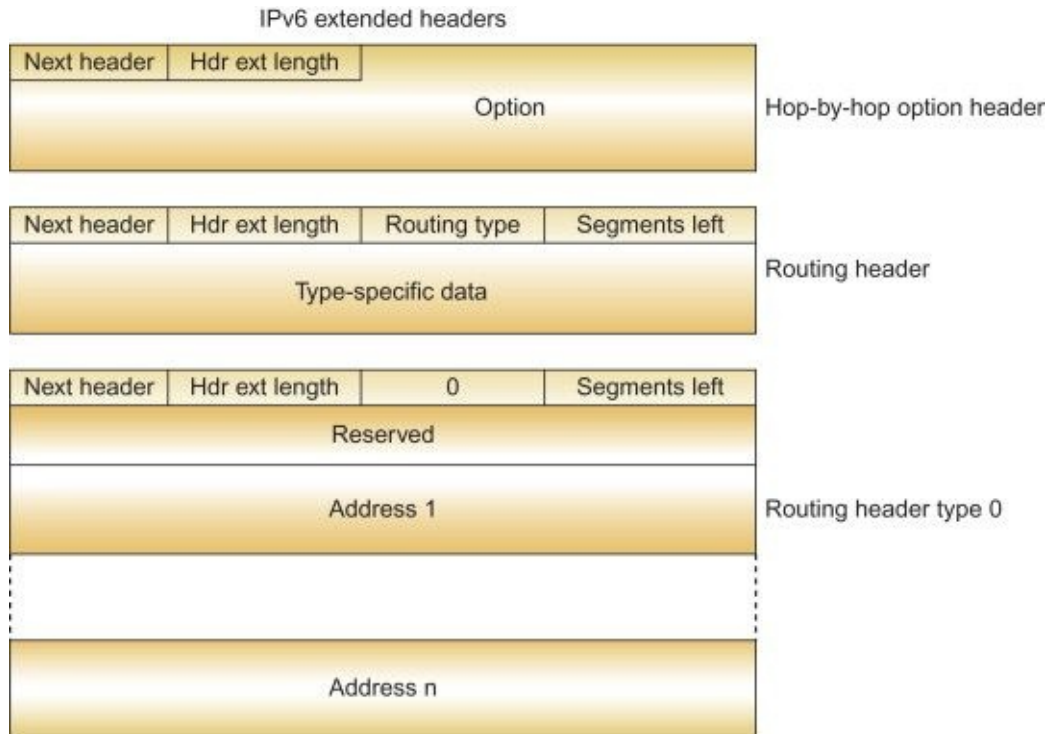 IPv6 extended headers
Next header Hdr ext length
Option
Hop-by-hop option header
Next header Hdr ext length Routing type Segments left
Type-specific data
Routing header
Next header Hdr ext length 0 Segments left
Reserved
Address 1
Routing header type 0
Address n